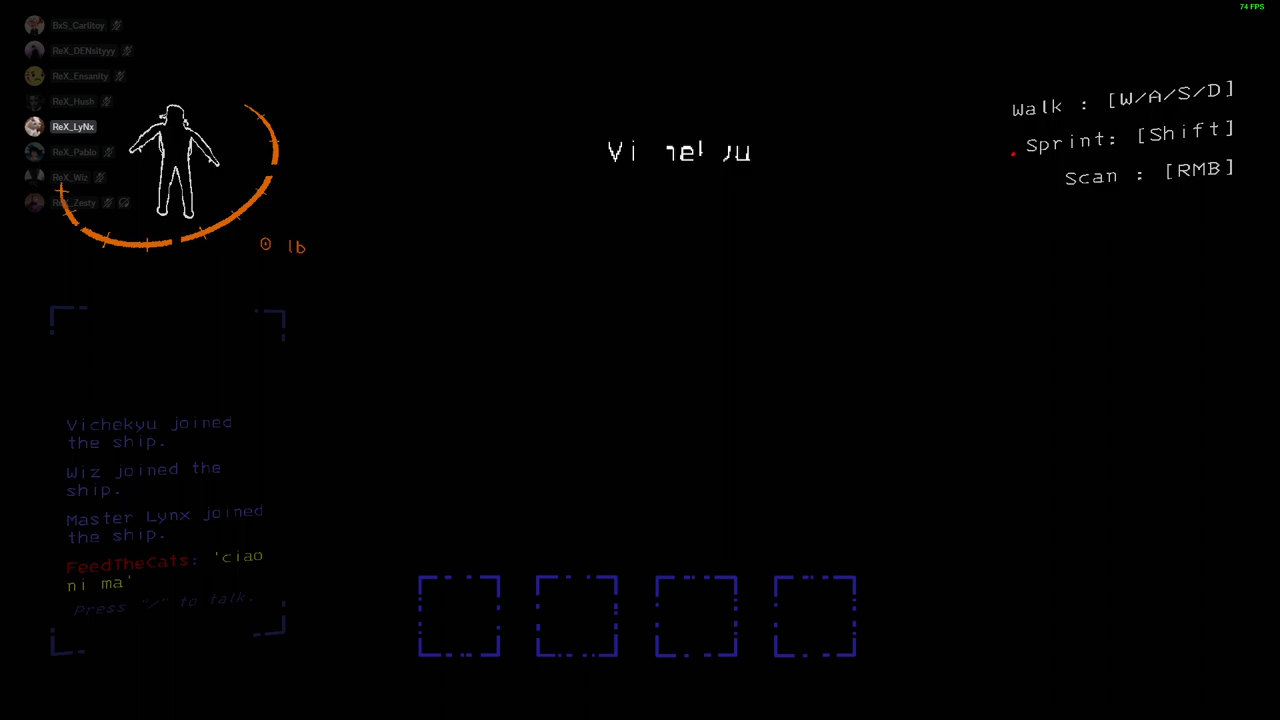 74 FPS
BxS_Carlitoy
ReX_DENsityyy
ReX_Ensanity
ReX_Hush
ReX_LyNx
ReX_Pablo
ReX_Wiz
ReX_Zesty
0 lb
Walk : [W/A/S/D]
Sprint: [Shift]
Scan : [RMB]
Vichekyu joined
the ship.
Wiz joined the
ship.
Master Lynx joined
the ship.
FeedTheCats: 'ciao
ni ma'
Press "/" to talk.